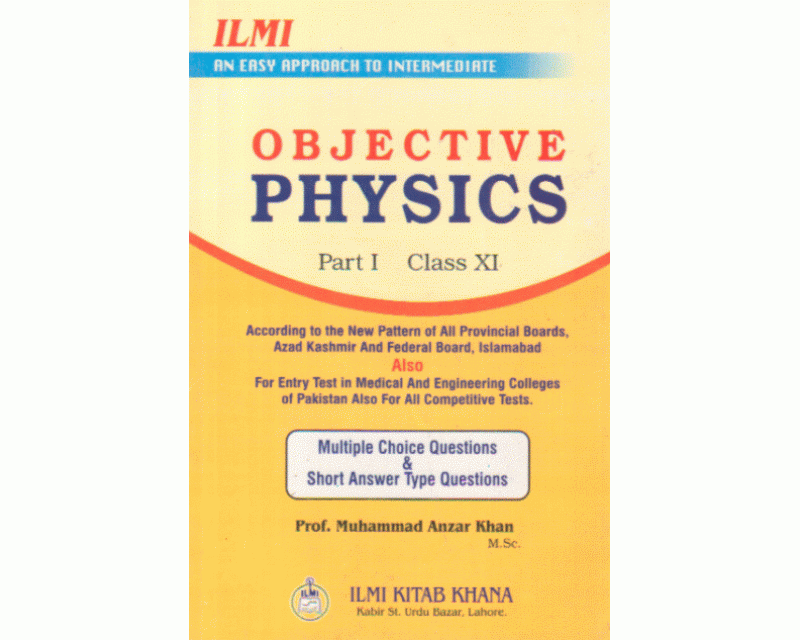 ILMI
AN EASY APPROACH TO INTERMEDIATE
OBJECTIVE
PHYSICS
Part I Class XI
According to the New Pattern of All Provincial Boards,
Azad Kashmir And Federal Board, Islamabad
Also
For Entry Test in Medical And Engineering Colleges
of Pakistan Also For All Competitive Tests.
Multiple Choice Questions
&
Short Answer Type Questions
Prof. Muhammad Anzar Khan
M.Sc.
ILMI
ILMI KITAB KHANA
Kabir St. Urdu Bazar, Lahore.